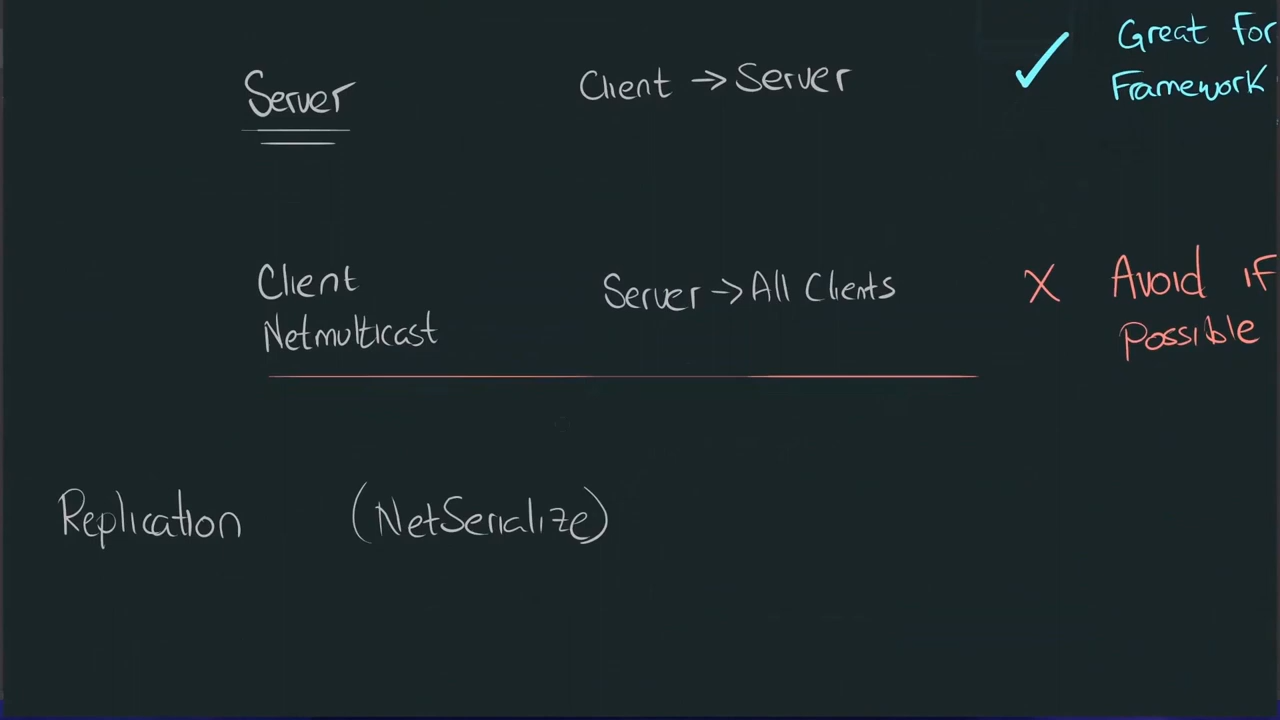 Server
Client → Server
✓ Great for
Framework
Client
Netmulticast
Server → All Clients
X Avoid if
possible
Replication (NetSerialize)